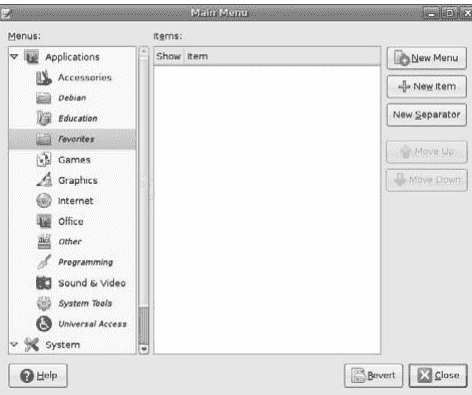 Main Menu
Menus:
Items:
Applications
Accessories
Debian
Education
Favorites
Games
Graphics
Internet
Office
Other
Programming
Sound & Video
System Tools
Universal Access
System
Show Item
New Menu
New Item
New Separator
Move Up
Move Down
Help
Revert
Close